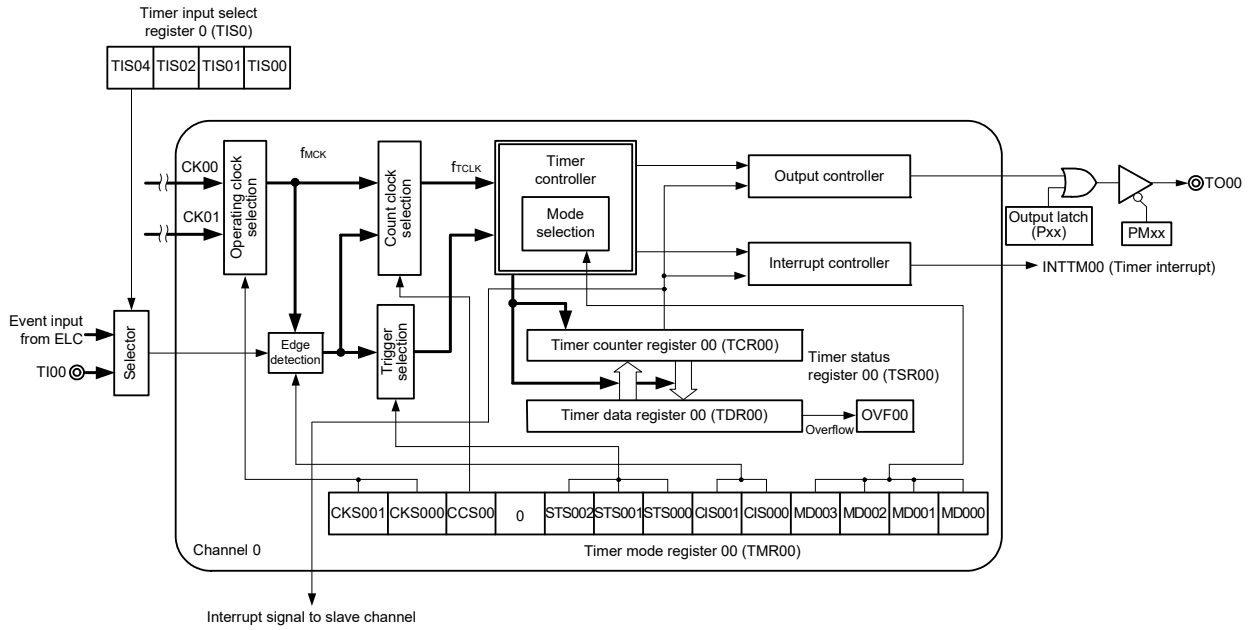 Timer input select
register 0 (TIS0)
TIS04 TIS02 TIS01 TIS00
CK00
CK01
Operating clock
selection
fMCK
Count clock
selection
fTCLK
Timer
controller
Mode
selection
Output controller
Output latch
(Pxx)
PMxx
TO00
Interrupt controller
INTTM00 (Timer interrupt)
Event input
from ELC
TI00
Selector
Edge
detection
Trigger
selection
Timer counter register 00 (TCR00)
Timer status
register 00 (TSR00)
Timer data register 00 (TDR00)
Overflow
OVF00
CKS001 CKS000 CCS00 0 STS002 STS001 STS000 CIS001 CIS000 MD003 MD002 MD001 MD000
Channel 0
Timer mode register 00 (TMR00)
Interrupt signal to slave channel